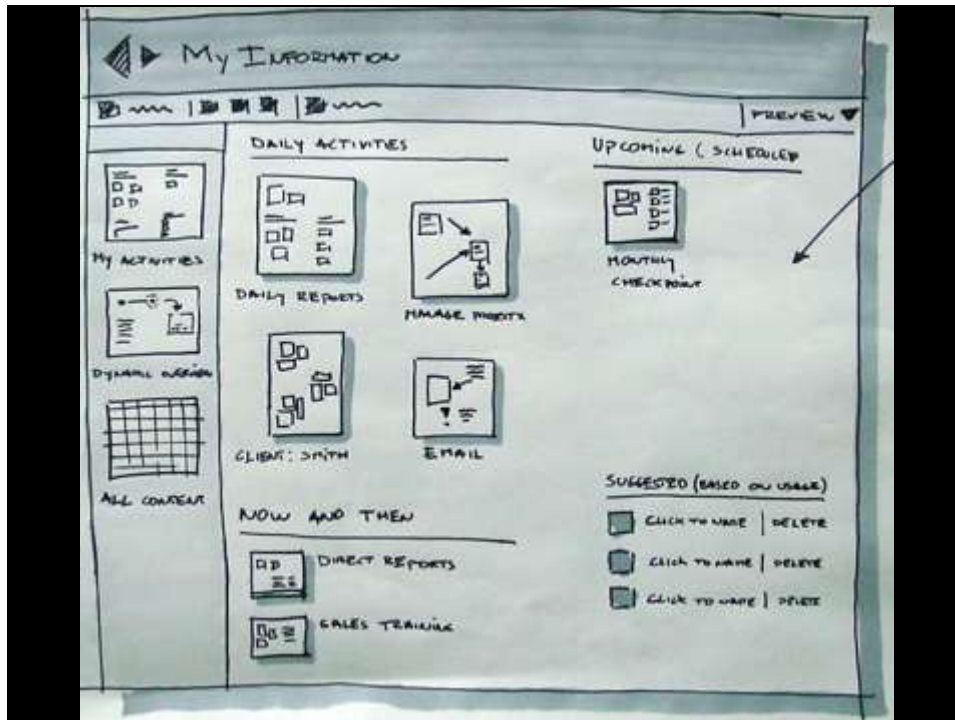 My INFORMATION
PREVIEW
DAILY ACTIVITIES
UPCOMING ( SCHEDULED
MY ACTIVITIES
DAILY REPORTS
MANAGE
MONTHLY
CHECKPOINT
DYNAMIC OVERVIEW
CLIENT: SMITH
EMAIL
ALL CONTENT
NOW AND THEN
DIRECT REPORTS
SALES TRAINING
SUGGESTED (BASED ON USAGE)
CLICK TO NAME | DELETE
CLICK TO NAME | DELETE
CLICK TO NAME | DELETE